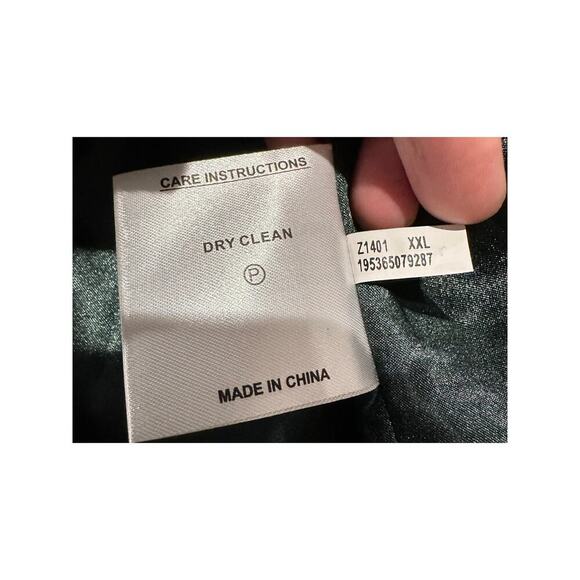 CARE INSTRUCTIONS
DRY CLEAN
P
MADE IN CHINA
Z1401 XXL
195365079287